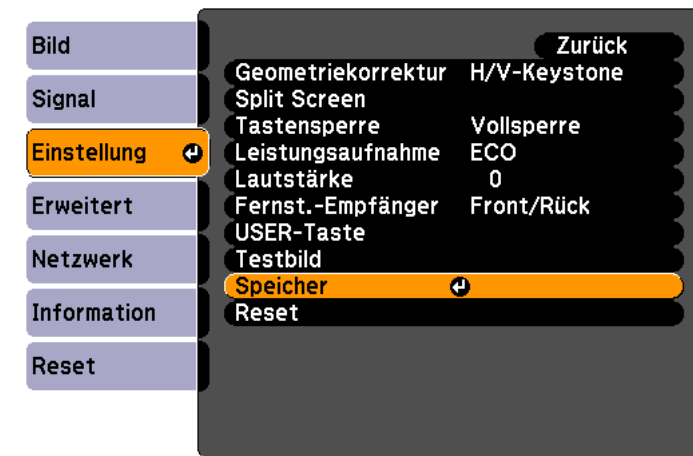 Bild
Signal
Einstellung
Erweitert
Netzwerk
Information
Reset
Zurück
Geometriekorrektur H/V-Keystone
Split Screen
Tastensperre Vollsperre
Leistungsaufnahme ECO
Lautstärke 0
Fernst.-Empfänger Front/Rück
USER-Taste
Testbild
Speicher
Reset